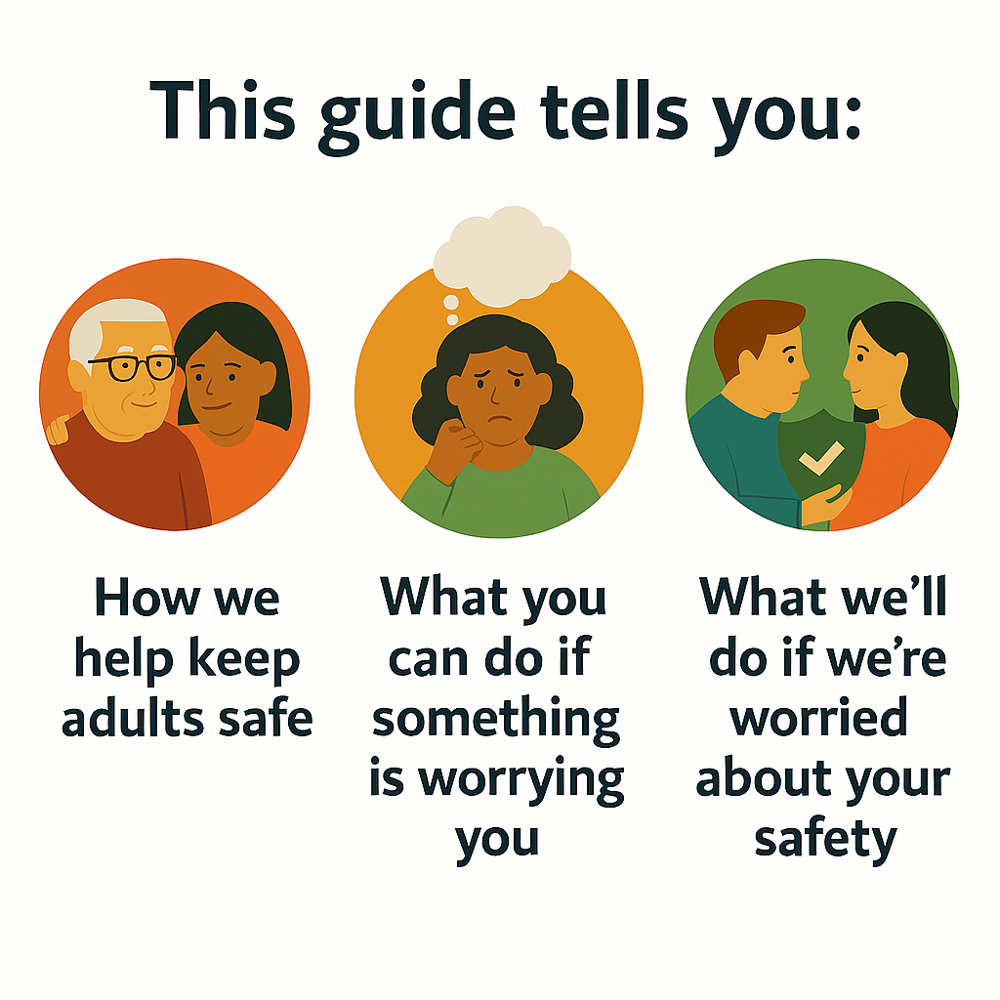 This guide tells you:
How we
help keep
adults safe
What you
can do if
something
is worrying
you
What we'll
do if we're
worried
about your
safety